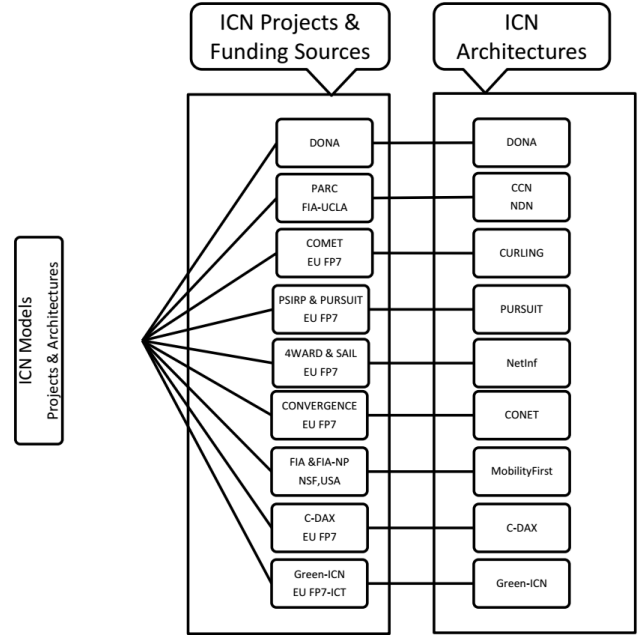 ICN Projects &
Funding Sources
ICN
Architectures
ICN Models
Projects & Architectures
DONA
DONA
PARC
FIA-UCLA
CCN
NDN
COMET
EU FP7
CURLING
PSIRP & PURSUIT
EU FP7
PURSUIT
4WARD & SAIL
EU FP7
NetInf
CONVERGENCE
EU FP7
CONET
FIA &FIA-NP
NSF,USA
MobilityFirst
C-DAX
EU FP7
C-DAX
Green-ICN
EU FP7-ICT
Green-ICN